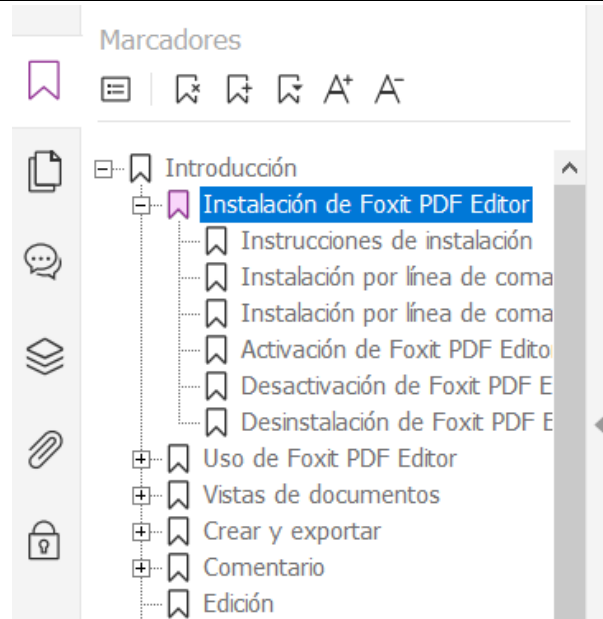 Marcadores
A+ A-
Introducción
Instalación de Foxit PDF Editor
Instrucciones de instalación
Instalación por línea de coma
Instalación por línea de coma
Activación de Foxit PDF Edito
Desactivación de Foxit PDF E
Desinstalación de Foxit PDF E
Uso de Foxit PDF Editor
Vistas de documentos
Crear y exportar
Comentario
Edición